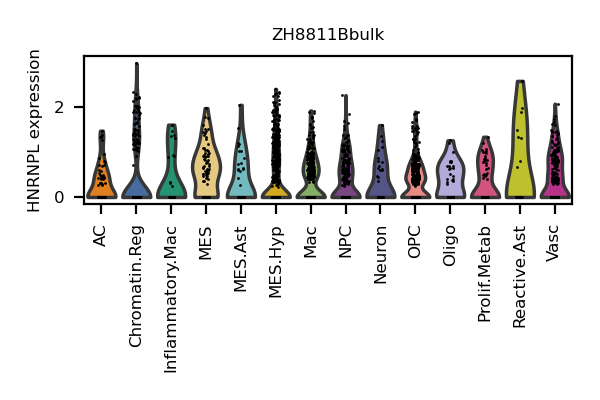 ZH8811Bbulk
HNRNPL expression
2
0
AC
Chromatin.Reg
Inflammatory.Mac
MES
MES.Ast
MES.Hyp
Mac
NPC
Neuron
OPC
Oligo
Prolif.Metab
Reactive.Ast
Vasc